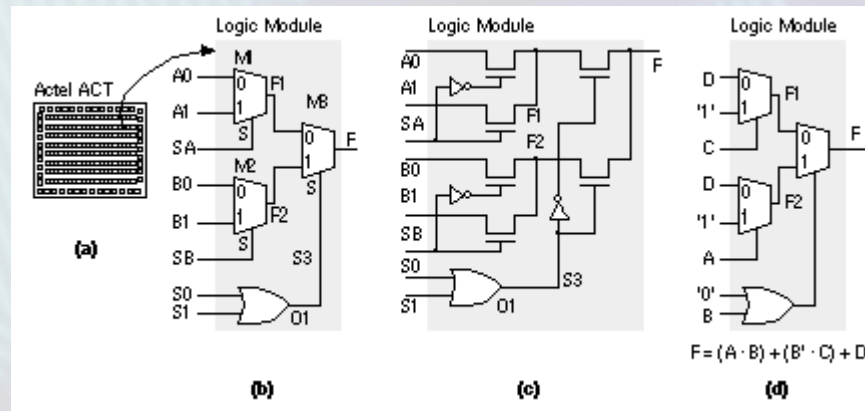 Logic Module
Logic Module
Logic Module
Actel ACT
(a)
M1
A0
0
F1
A1
1
SA
S
M3
0
1
F
S
M2
B0
0
F2
B1
1
SB
S
S3
S0
S1
O1
(b)
A0
A1
SA
F1
F2
B0
B1
SB
S0
S1
O1
S3
F
(c)
D
0
F1
'1'
1
C
0
1
F
D
0
F2
'1'
1
A
'0'
B
F = (A · B) + (B' · C) + D
(d)